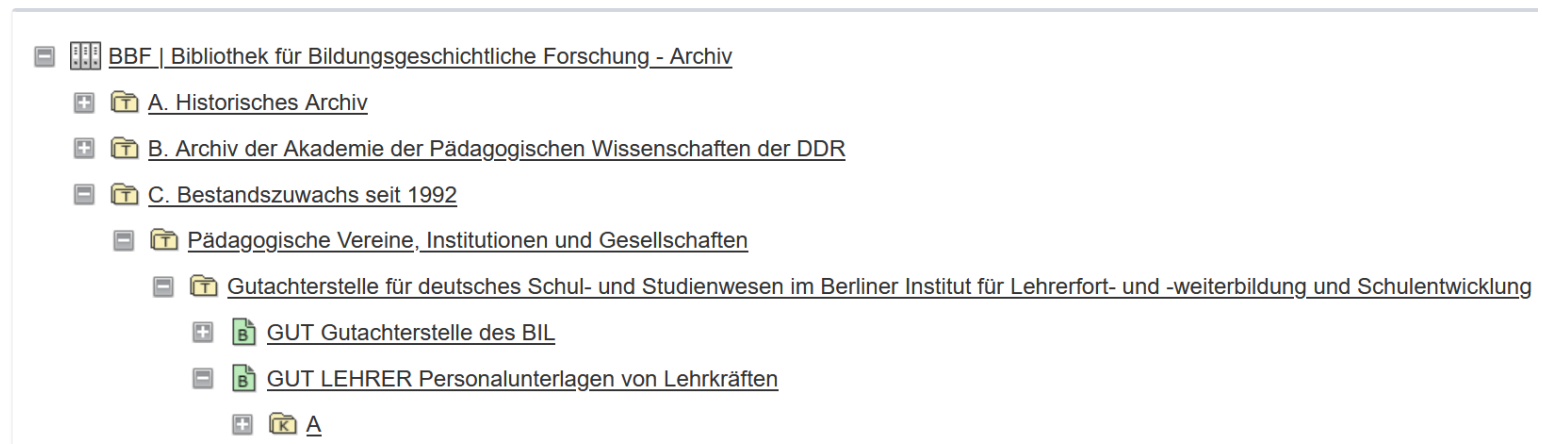 BBF | Bibliothek für Bildungsgeschichtliche Forschung - Archiv
T A. Historisches Archiv
T B. Archiv der Akademie der Pädagogischen Wissenschaften der DDR
T C. Bestandszuwachs seit 1992
T Pädagogische Vereine, Institutionen und Gesellschaften
T Gutachterstelle für deutsches Schul- und Studienwesen im Berliner Institut für Lehrerfort- und -weiterbildung und Schulentwicklung
B GUT Gutachterstelle des BIL
B GUT LEHRER Personalunterlagen von Lehrkräften
K A